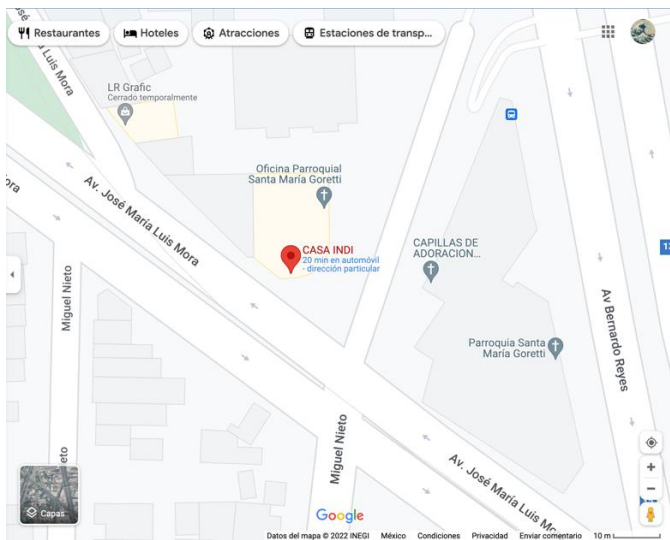 Restaurantes
Hoteles
Atracciones
Estaciones de transp...
Luis Mora
LR Grafic
Cerrado temporalmente
Oficina Parroquial
Santa María Goretti
Av. José María Luis Mora
ora
CASA INDI
20 min en automóvil
- dirección particular
CAPILLAS DE
ADORACION...
Miguel Nieto
Av Bernardo Reyes
Parroquia Santa
María Goretti
eto
Miguel Nieto
Av. José María Luis Mo
Capas
Google
Datos del mapa © 2022 INEGI México Condiciones Privacidad Enviar comentario 10 m